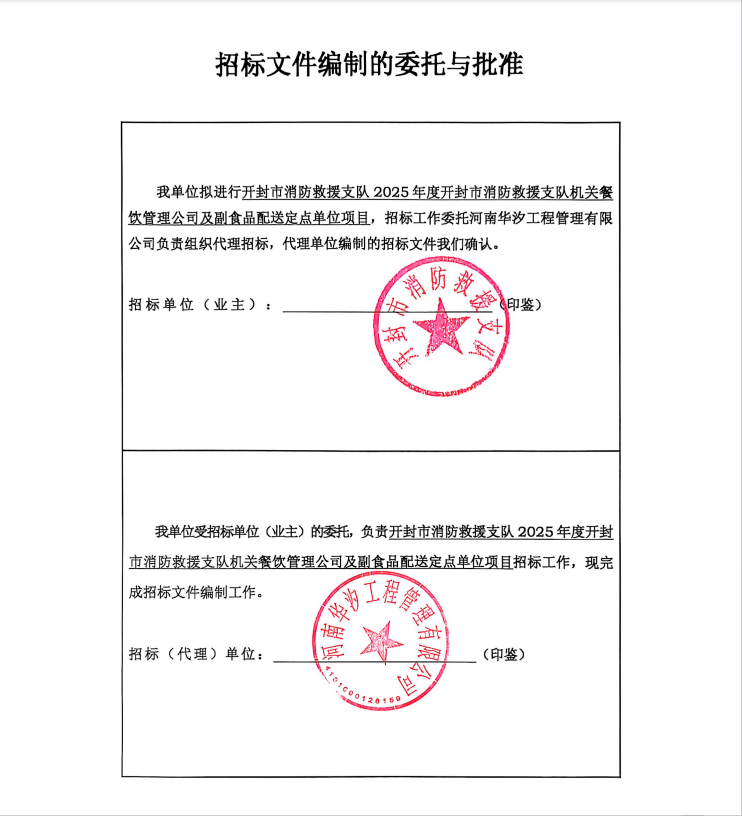 招标文件编制的委托与批准
我单位拟进行开封市消防救援支队 2025 年度开封市消防救援支队机关餐
饮管理公司及副食品配送定点单位项目，招标工作委托河南华汐工程管理有限
公司负责组织代理招标，代理单位编制的招标文件我们确认。
招标单位（业主）：
（印鉴）
开封市消防救援支队
我单位受招标单位（业主）的委托，负责开封市消防救援支队 2025 年度开封
市消防救援支队机关餐饮管理公司及副食品配送定点单位项目招标工作，现完
成招标文件编制工作。
招标（代理）单位：
（印鉴）
河南华汐工程管理有限公司
4101090128159